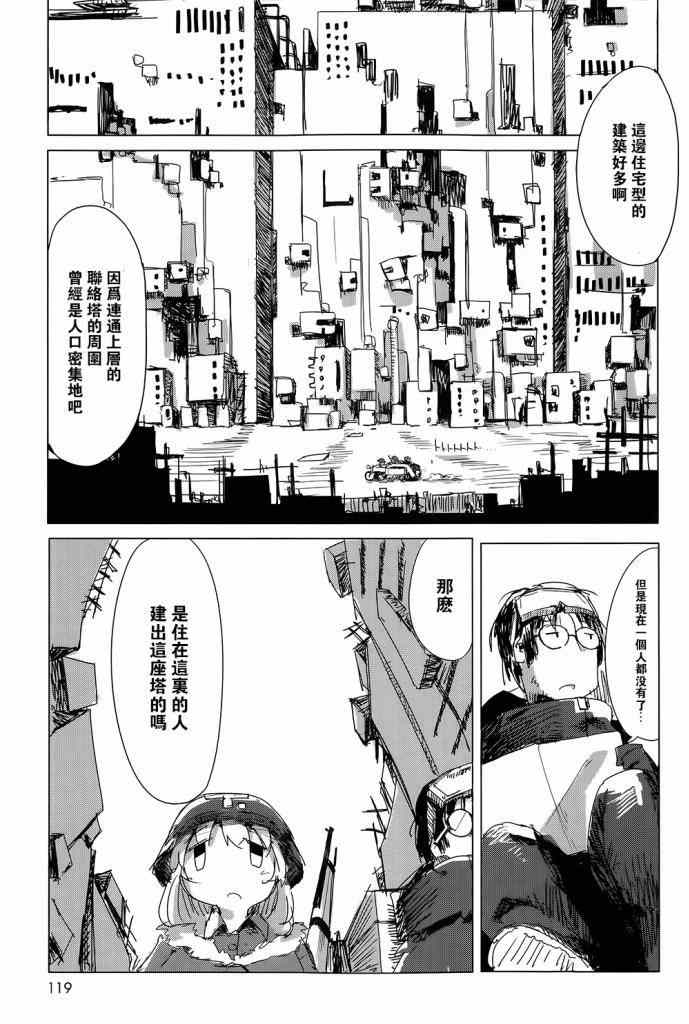 這邊住宅型的
建築好多啊
因爲連通上層的
聯絡塔的周圍
曾經是人口密集地吧
但是現在一個人都没有了…
那麽
是住在這裏的人
建出這座塔的嗎
119